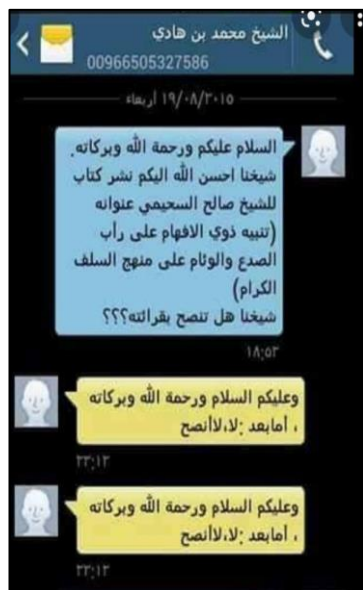 الشيخ محمد بن هادي
00966505327586
١٩/٠٨/٢٠١٥ أربعاء
السلام عليكم ورحمة الله وبركاته.
شيخنا احسن الله اليكم نشر كتاب
للشيخ صالح السحيمي عنوانه
(تنبيه ذوي الافهام على رأب
الصدع والوئام على منهج السلف
الكرام)
شيخنا هل تنصح بقرائته؟؟؟
١٨:٥٣
وعليكم السلام ورحمة الله وبركاته
، أمابعد :لا،لاأنصح
٢٣:١٢
وعليكم السلام ورحمة الله وبركاته
، أمابعد :لا،لاأنصح
٢٣:١٢